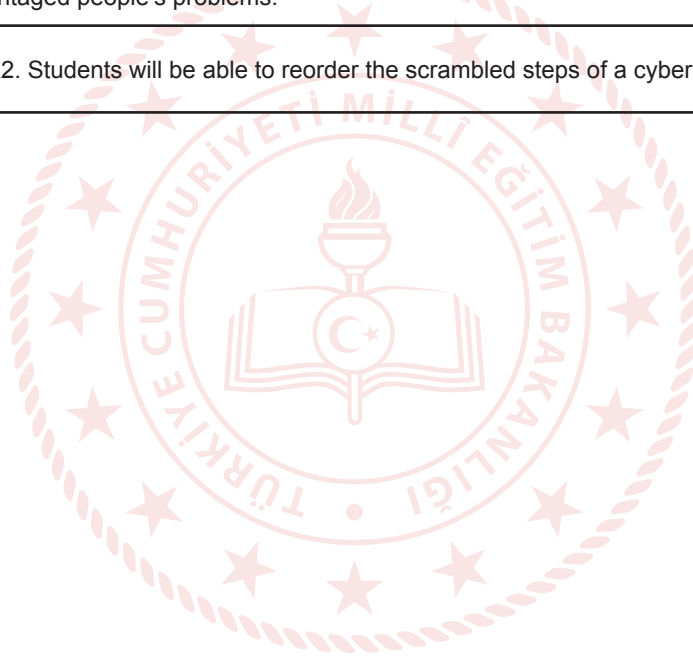 ntaged people's problems.
2. Students will be able to reorder the scrambled steps of a cyber
TÜRKİYE CUMHURİYETİ MİLLÎ EĞİTİM BAKANLIĞI